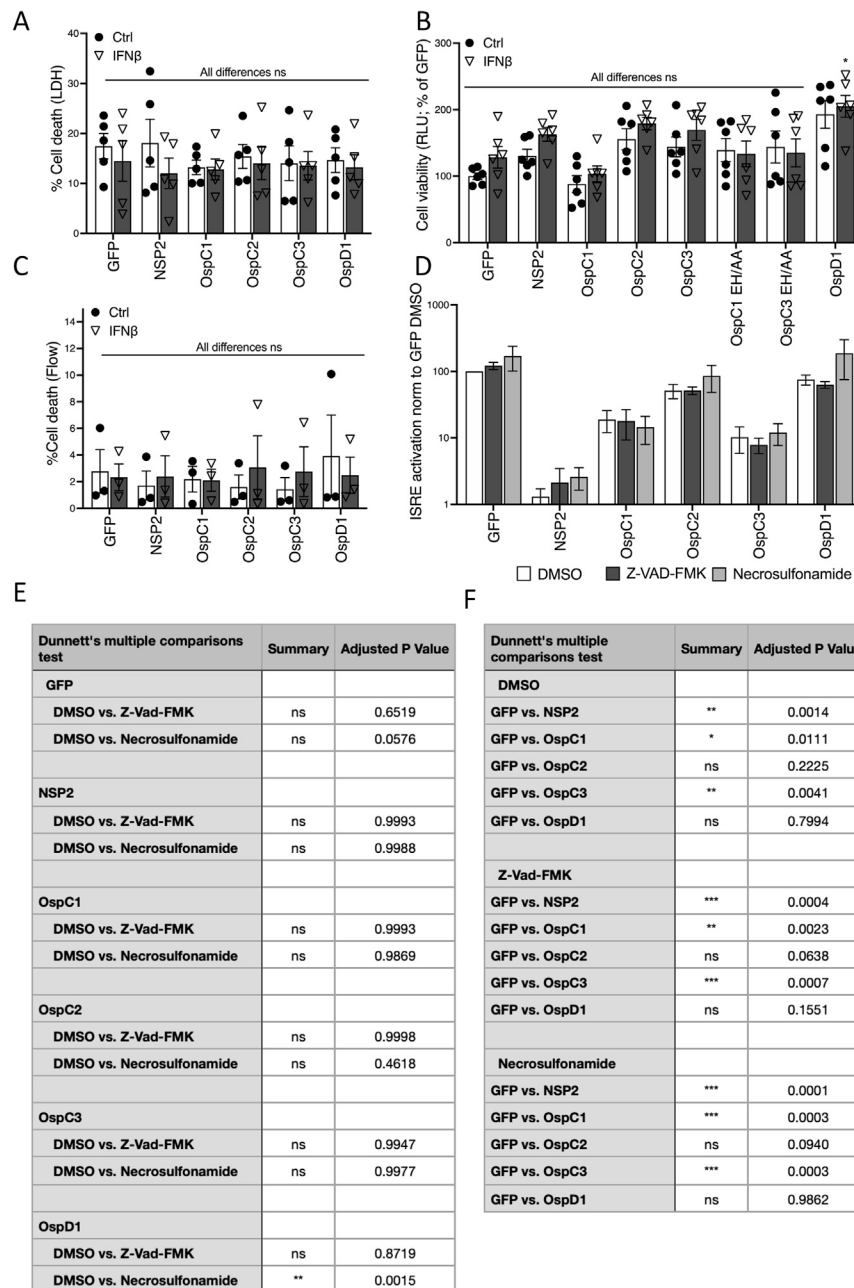 A
Ctrl
IFNβ
All differences ns
% Cell death (LDH)
40
30
20
10
0
GFP
NSP2
OspC1
OspC2
OspC3
OspD1
B
Ctrl
IFNβ
All differences ns
*
Cell viability (RLU; % of GFP)
300
200
100
0
GFP
NSP2
OspC1
OspC2
OspC3
OspC1 EH/AA
OspC3 EH/AA
OspD1
C
Ctrl
IFNβ
All differences ns
%Cell death (Flow)
14
12
10
8
6
4
2
0
GFP
NSP2
OspC1
OspC2
OspC3
OspD1
D
ISRE activation norm to GFP DMSO
1000
100
10
1
GFP
NSP2
OspC1
OspC2
OspC3
OspD1
DMSO Z-VAD-FMK Necrosulfonamide
E
Dunnett's multiple comparisons test Summary Adjusted P Value
GFP
DMSO vs. Z-Vad-FMK ns 0.6519
DMSO vs. Necrosulfonamide ns 0.0576
NSP2
DMSO vs. Z-Vad-FMK ns 0.9993
DMSO vs. Necrosulfonamide ns 0.9988
OspC1
DMSO vs. Z-Vad-FMK ns 0.9993
DMSO vs. Necrosulfonamide ns 0.9869
OspC2
DMSO vs. Z-Vad-FMK ns 0.9998
DMSO vs. Necrosulfonamide ns 0.4618
OspC3
DMSO vs. Z-Vad-FMK ns 0.9947
DMSO vs. Necrosulfonamide ns 0.9977
OspD1
DMSO vs. Z-Vad-FMK ns 0.8719
DMSO vs. Necrosulfonamide ** 0.0015
F
Dunnett's multiple comparisons test Summary Adjusted P Valu
DMSO
GFP vs. NSP2 ** 0.0014
GFP vs. OspC1 * 0.0111
GFP vs. OspC2 ns 0.2225
GFP vs. OspC3 ** 0.0041
GFP vs. OspD1 ns 0.7994
Z-Vad-FMK
GFP vs. NSP2 *** 0.0004
GFP vs. OspC1 ** 0.0023
GFP vs. OspC2 ns 0.0638
GFP vs. OspC3 *** 0.0007
GFP vs. OspD1 ns 0.1551
Necrosulfonamide
GFP vs. NSP2 *** 0.0001
GFP vs. OspC1 *** 0.0003
GFP vs. OspC2 ns 0.0940
GFP vs. OspC3 *** 0.0003
GFP vs. OspD1 ns 0.9862